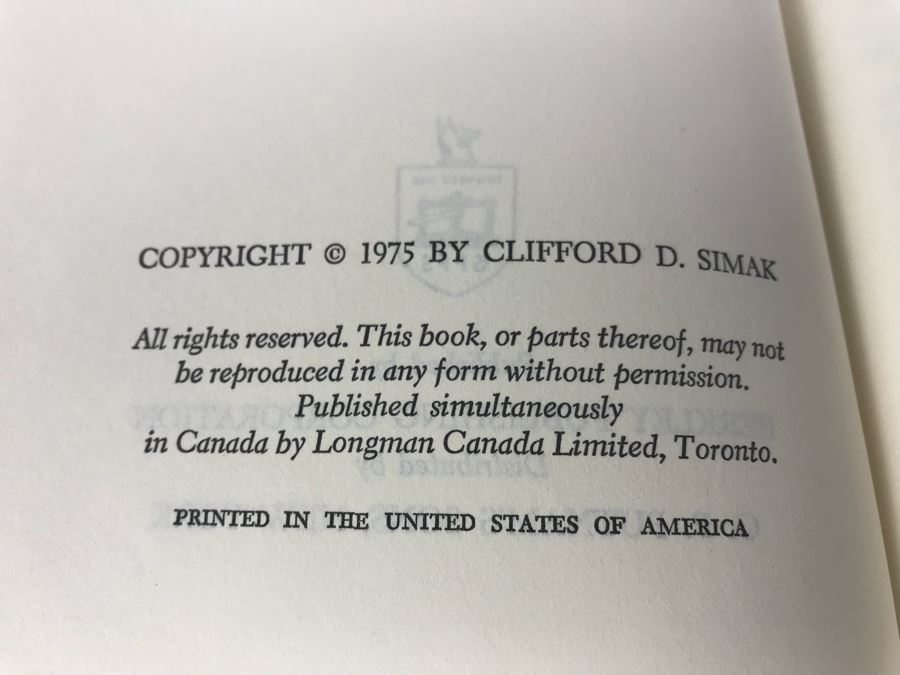 COPYRIGHT © 1975 BY CLIFFORD D. SIMAK
All rights reserved. This book, or parts thereof, may not
be reproduced in any form without permission.
Published simultaneously
in Canada by Longman Canada Limited, Toronto.
PRINTED IN THE UNITED STATES OF AMERICA